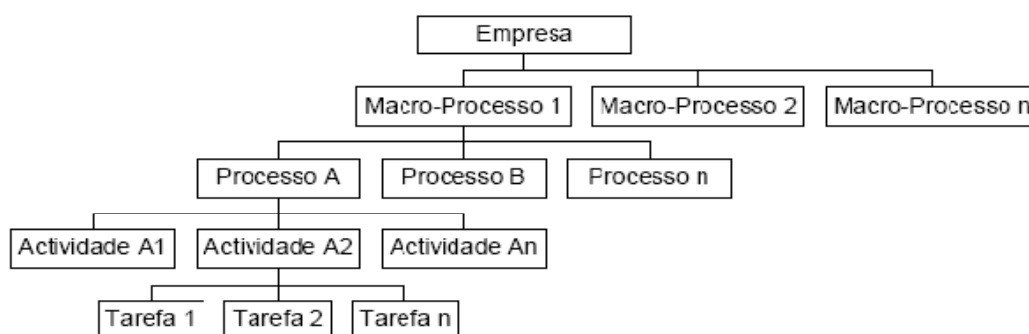 Empresa
Macro-Processo 1
Macro-Processo 2
Macro-Processo n
Processo A
Processo B
Processo n
Actividade A1
Actividade A2
Actividade An
Tarefa 1
Tarefa 2
Tarefa n